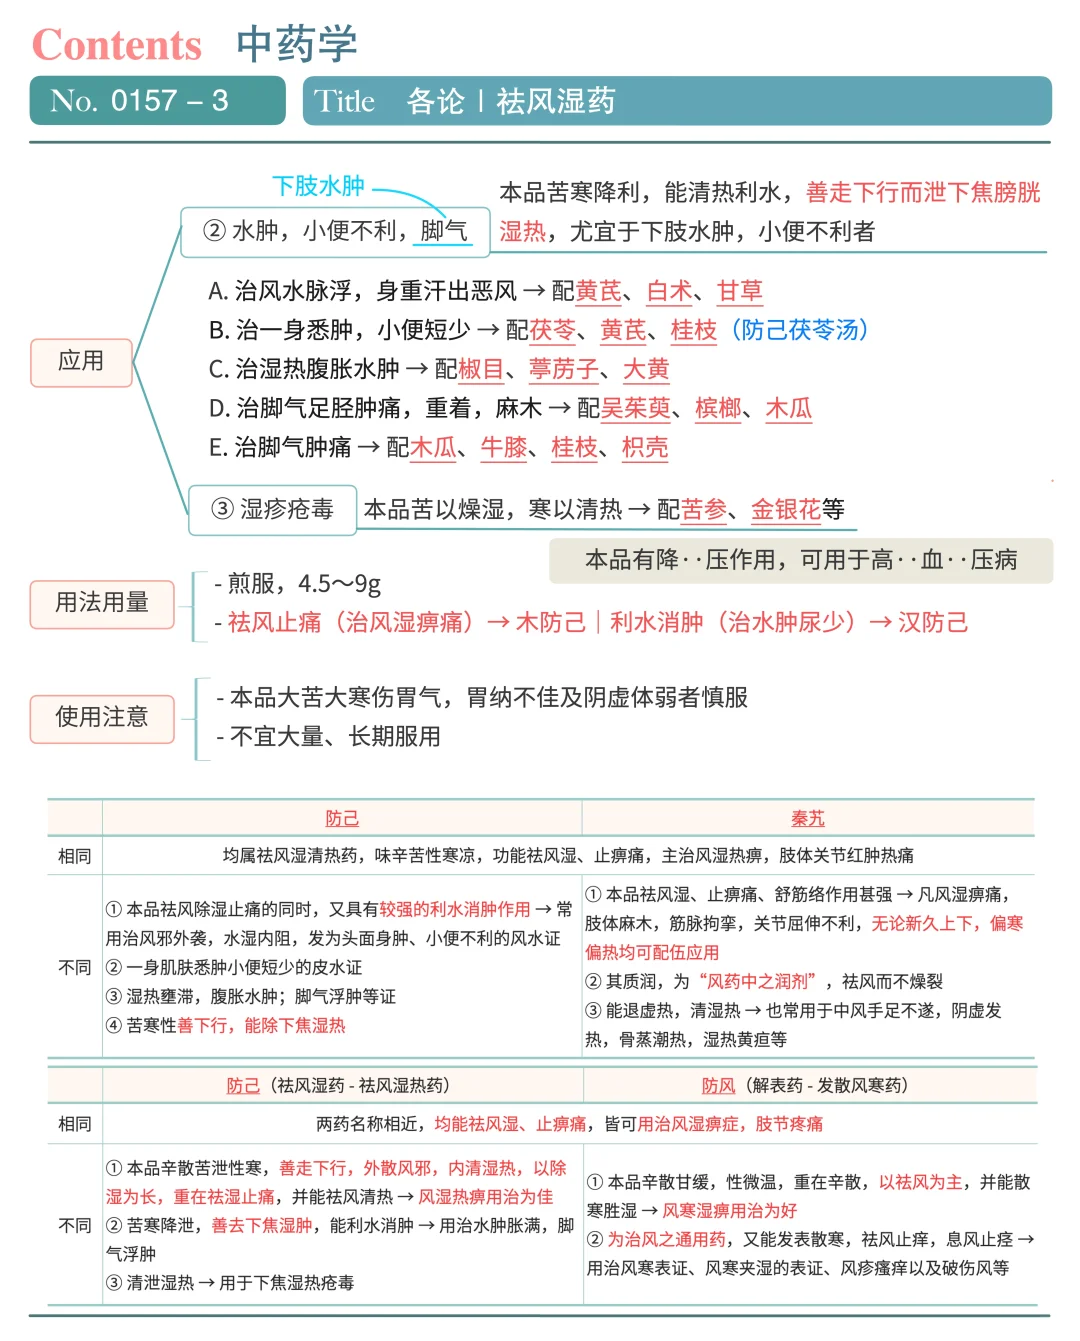 Contents 中药学
No. 0157 – 3
Title 各论 | 祛风湿药
下肢水肿
② 水肿，小便不利，脚气
本品苦寒降利，能清热利水，善走下行而泄下焦膀胱
湿热，尤宜于下肢水肿，小便不利者
应用
A. 治风水脉浮，身重汗出恶风 → 配黄芪、白术、甘草
B. 治一身悉肿，小便短少 → 配茯苓、黄芪、桂枝（防己茯苓汤）
C. 治湿热腹胀水肿 → 配椒目、葶苈子、大黄
D. 治脚气足胫肿痛，重着，麻木 → 配吴茱萸、槟榔、木瓜
E. 治脚气肿痛 → 配木瓜、牛膝、桂枝、枳壳
③ 湿疹疮毒
本品苦以燥湿，寒以清热 → 配苦参、金银花等
本品有降‥压作用，可用于高‥血‥压病
用法用量
- 煎服，4.5～9g
- 祛风止痛（治风湿痹痛）→ 木防己｜利水消肿（治水肿尿少）→ 汉防己
使用注意
- 本品大苦大寒伤胃气，胃纳不佳及阴虚体弱者慎服
- 不宜大量、长期服用
防己
秦艽
相同
均属祛风湿清热药，味辛苦性寒凉，功能祛风湿、止痹痛，主治风湿热痹，肢体关节红肿热痛
不同
① 本品祛风除湿止痛的同时，又具有较强的利水消肿作用 → 常
用治风邪外袭，水湿内阻，发为头面身肿、小便不利的风水证
② 一身肌肤悉肿小便短少的皮水证
③ 湿热壅滞，腹胀水肿；脚气浮肿等证
④ 苦寒性善下行，能除下焦湿热
① 本品祛风湿、止痹痛、舒筋络作用甚强 → 凡风湿痹痛，
肢体麻木，筋脉拘挛，关节屈伸不利，无论新久上下，偏寒
偏热均可配伍应用
② 其质润，为“风药中之润剂”，祛风而不燥裂
③ 能退虚热，清湿热 → 也常用于中风手足不遂，阴虚发
热，骨蒸潮热，湿热黄疸等
防己（祛风湿药 - 祛风湿热药）
防风（解表药 - 发散风寒药）
相同
两药名称相近，均能祛风湿、止痹痛，皆可用治风湿痹症，肢节疼痛
不同
① 本品辛散苦泄性寒，善走下行，外散风邪，内清湿热，以除
湿为长，重在祛湿止痛，并能祛风清热 → 风湿热痹用治为佳
② 苦寒降泄，善去下焦湿肿，能利水消肿 → 用治水肿胀满，脚
气浮肿
③ 清泄湿热 → 用于下焦湿热疮毒
① 本品辛散甘缓，性微温，重在辛散，以祛风为主，并能散
寒胜湿 → 风寒湿痹用治为好
② 为治风之通用药，又能发表散寒，祛风止痒，息风止痉 →
用治风寒表证、风寒夹湿的表证、风疹瘙痒以及破伤风等